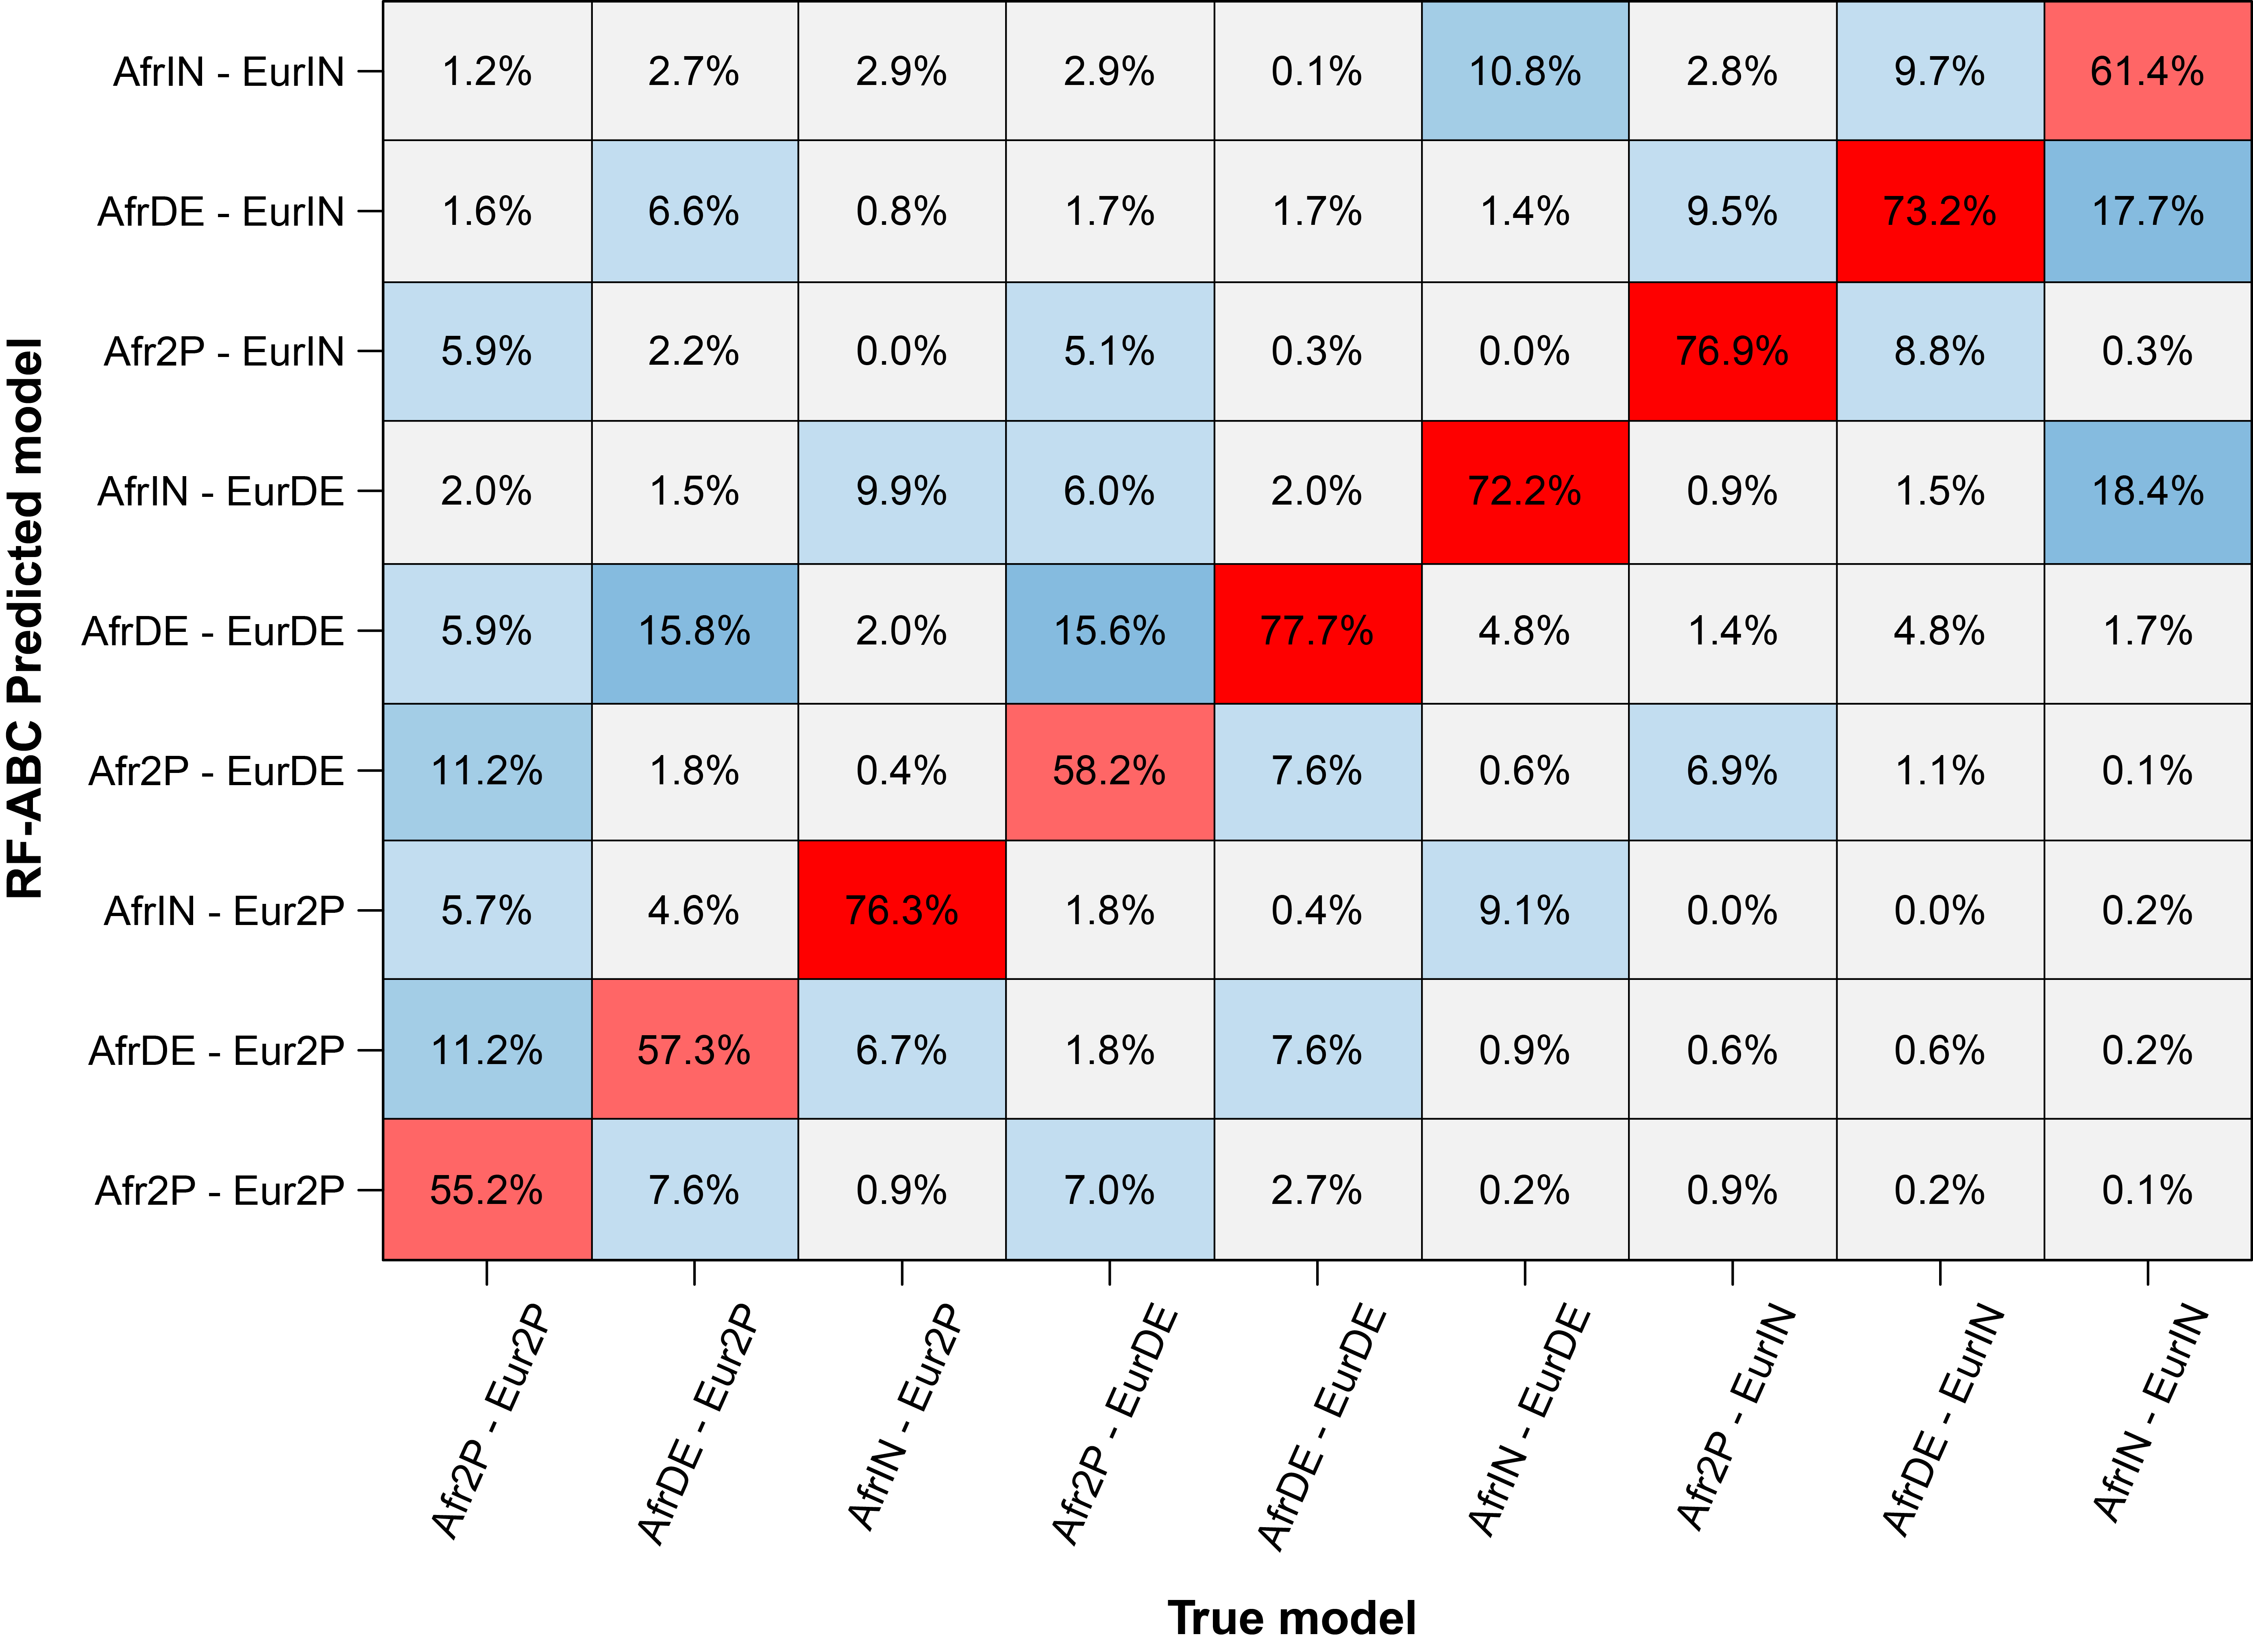 RF-ABC Predicted model
AfrIN - EurIN 1.2% 2.7% 2.9% 2.9% 0.1% 10.8% 2.8% 9.7% 61.4%
AfrDE - EurIN 1.6% 6.6% 0.8% 1.7% 1.7% 1.4% 9.5% 73.2% 17.7%
Afr2P - EurIN 5.9% 2.2% 0.0% 5.1% 0.3% 0.0% 76.9% 8.8% 0.3%
AfrIN - EurDE 2.0% 1.5% 9.9% 6.0% 2.0% 72.2% 0.9% 1.5% 18.4%
AfrDE - EurDE 5.9% 15.8% 2.0% 15.6% 77.7% 4.8% 1.4% 4.8% 1.7%
Afr2P - EurDE 11.2% 1.8% 0.4% 58.2% 7.6% 0.6% 6.9% 1.1% 0.1%
AfrIN - Eur2P 5.7% 4.6% 76.3% 1.8% 0.4% 9.1% 0.0% 0.0% 0.2%
AfrDE - Eur2P 11.2% 57.3% 6.7% 1.8% 7.6% 0.9% 0.6% 0.6% 0.2%
Afr2P - Eur2P 55.2% 7.6% 0.9% 7.0% 2.7% 0.2% 0.9% 0.2% 0.1%
Afr2P - Eur2P
AfrDE - Eur2P
AfrIN - Eur2P
Afr2P - EurDE
AfrDE - EurDE
AfrIN - EurDE
Afr2P - EurIN
AfrDE - EurIN
AfrIN - EurIN
True model